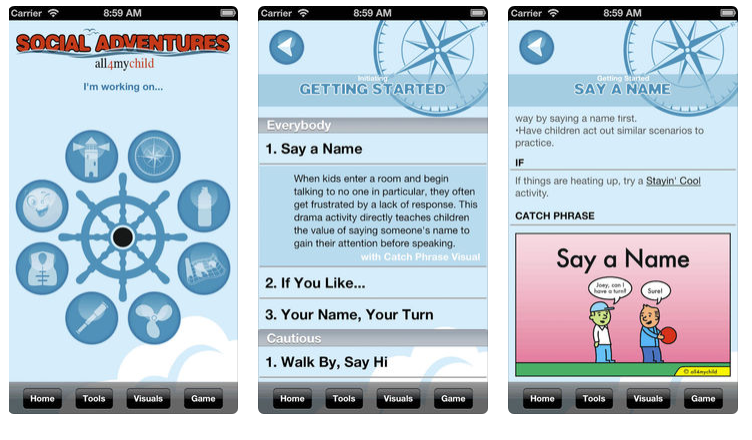 Carrier 8:59 AM
SOCIAL ADVENTURES
all4mychild
I'm working on...
Home Tools Visuals Game
Carrier 8:59 AM
Initiating
GETTING STARTED
Everybody
1. Say a Name
When kids enter a room and begin
talking to no one in particular, they often
get frustrated by a lack of response. This
drama activity directly teaches children
the value of saying someone's name to
gain their attention before speaking.
with Catch Phrase Visual
2. If You Like...
3. Your Name, Your Turn
Cautious
1. Walk By, Say Hi
Home Tools Visuals Game
Carrier 8:59 AM
Getting Started
SAY A NAME
way by saying a name first.
•Have children act out similar scenarios to
practice.
IF
If things are heating up, try a Stayin' Cool
activity.
CATCH PHRASE
Say a Name
Joey, can I
have a turn?
Sure!
© all4mychild
Home Tools Visuals Game